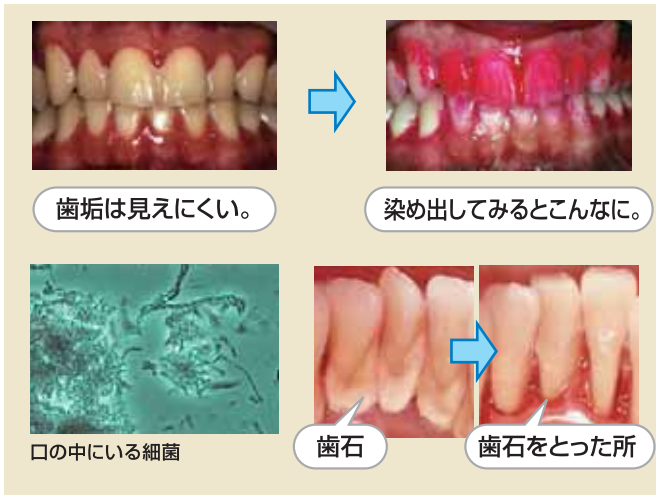 歯垢は見えにくい。
染め出してみるとこんなに。
口の中にいる細菌
歯石
歯石をとった所